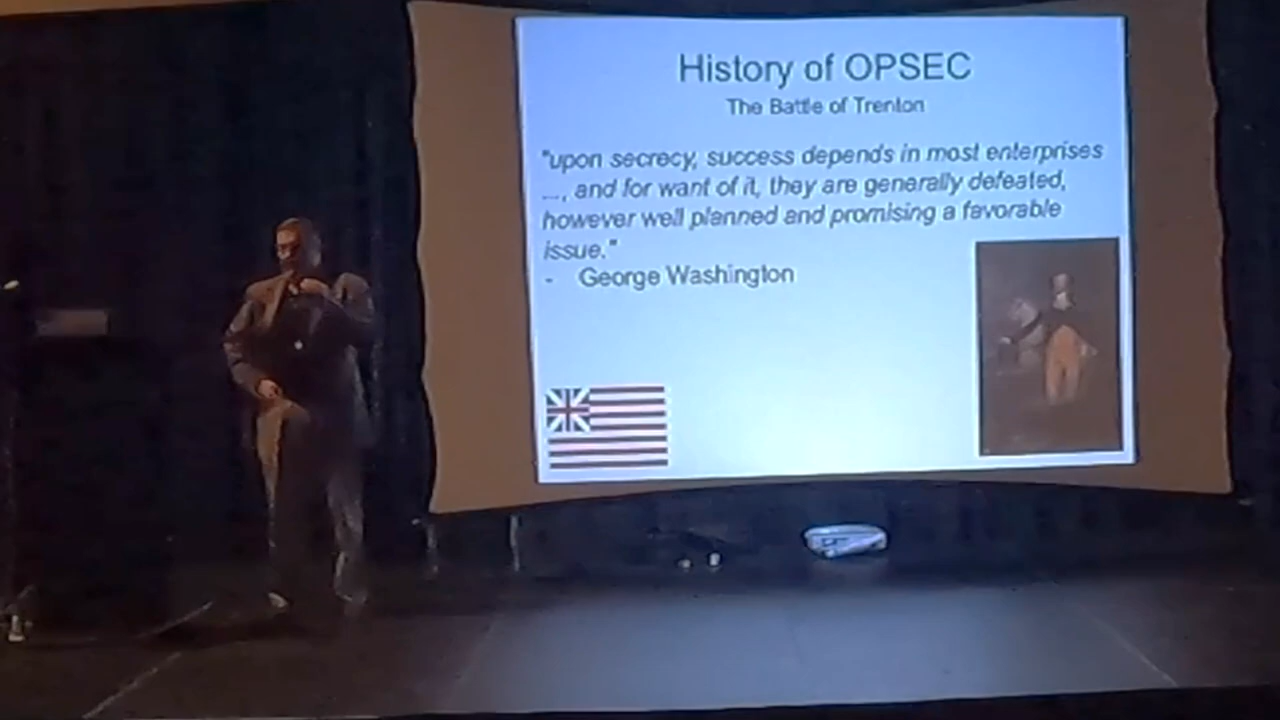 History of OPSEC
The Battle of Trenton
"upon secrecy, success depends in most enterprises
..., and for want of it, they are generally defeated,
however well planned and promising a favorable
issue."
- George Washington